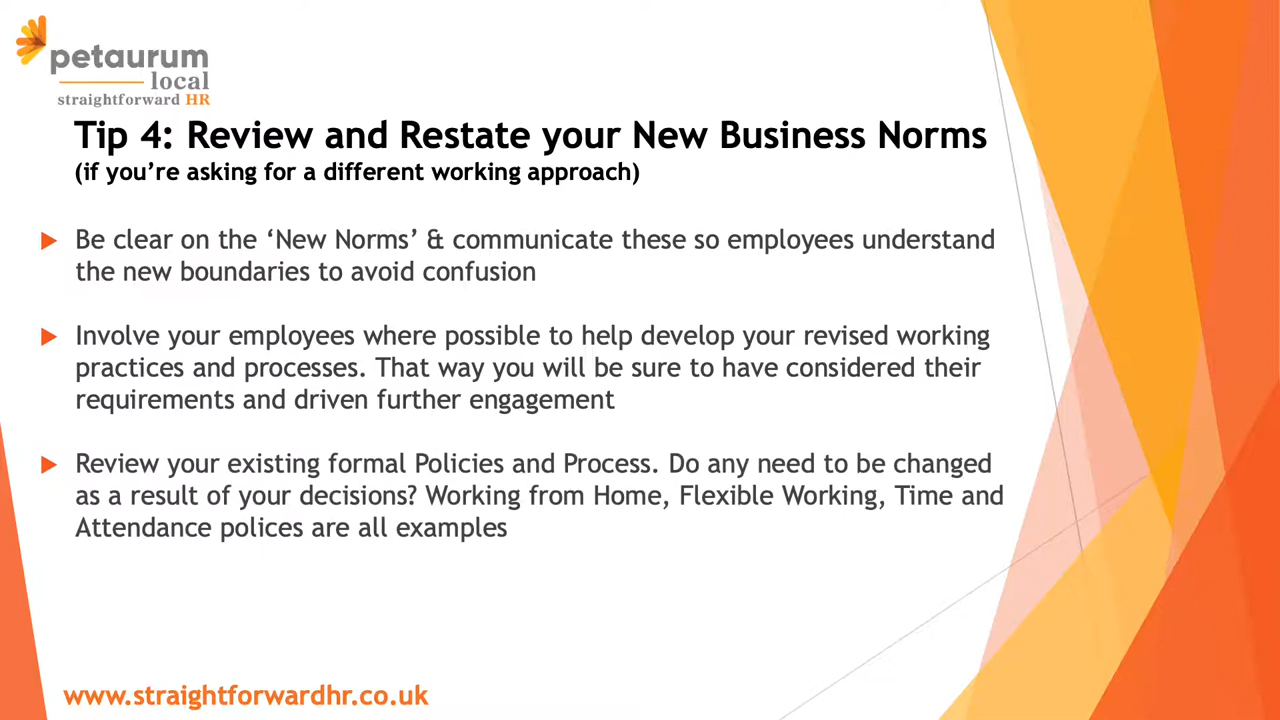 petaurum
local
straightforward HR
Tip 4: Review and Restate your New Business Norms
(if you’re asking for a different working approach)
Be clear on the ‘New Norms’ & communicate these so employees understand
the new boundaries to avoid confusion
Involve your employees where possible to help develop your revised working
practices and processes. That way you will be sure to have considered their
requirements and driven further engagement
Review your existing formal Policies and Process. Do any need to be changed
as a result of your decisions? Working from Home, Flexible Working, Time and
Attendance polices are all examples
www.straightforwardhr.co.uk